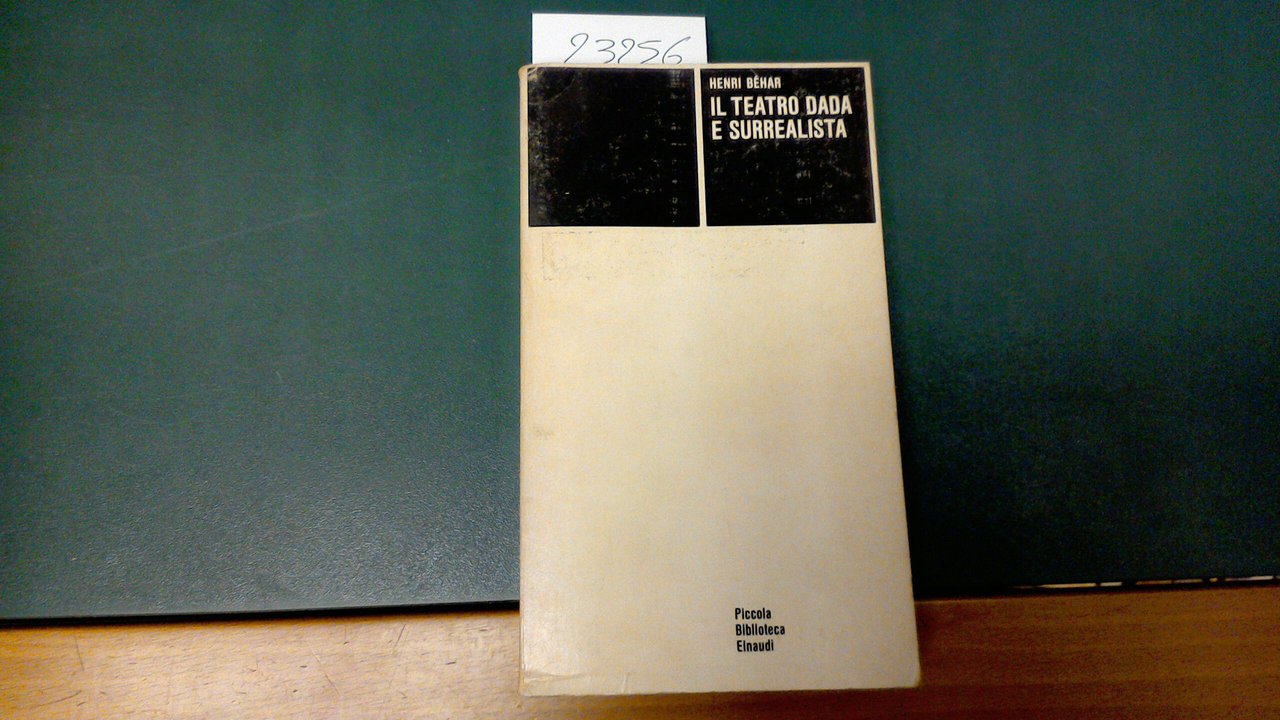 23256
HENRI BÉHAR
IL TEATRO DADA
E SURREALISTA
Piccola
Biblioteca
Einaudi